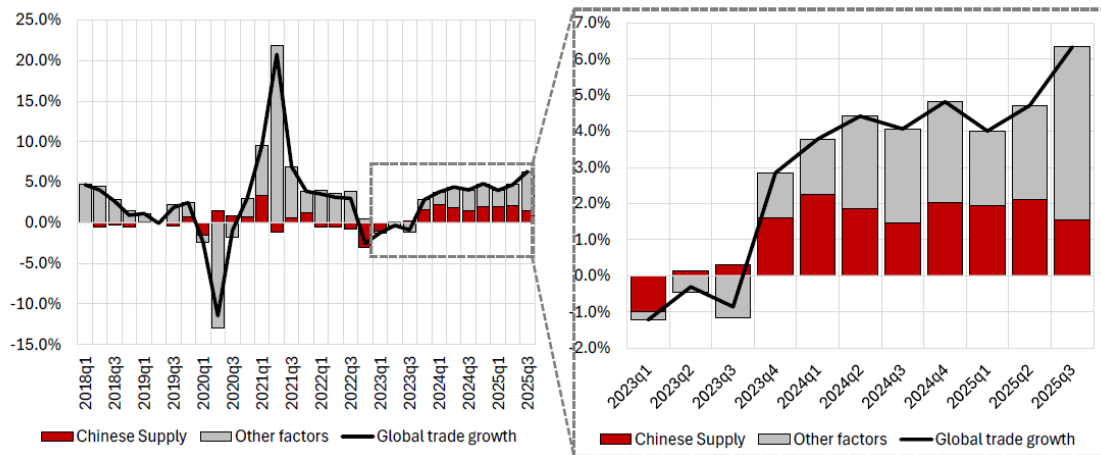 25.0%
20.0%
15.0%
10.0%
5.0%
0.0%
-5.0%
-10.0%
-15.0%
2018q1
2018q3
2019q1
2019q3
2020q1
2020q3
2021q1
2021q3
2022q1
2022q3
2023q1
2023q3
2024q1
2024q3
2025q1
2025q3
Chinese Supply Other factors Global trade growth
7.0%
6.0%
5.0%
4.0%
3.0%
2.0%
1.0%
0.0%
-1.0%
-2.0%
2023q1
2023q2
2023q3
2023q4
2024q1
2024q2
2024q3
2024q4
2025q1
2025q2
2025q3
Chinese Supply Other factors Global trade growth